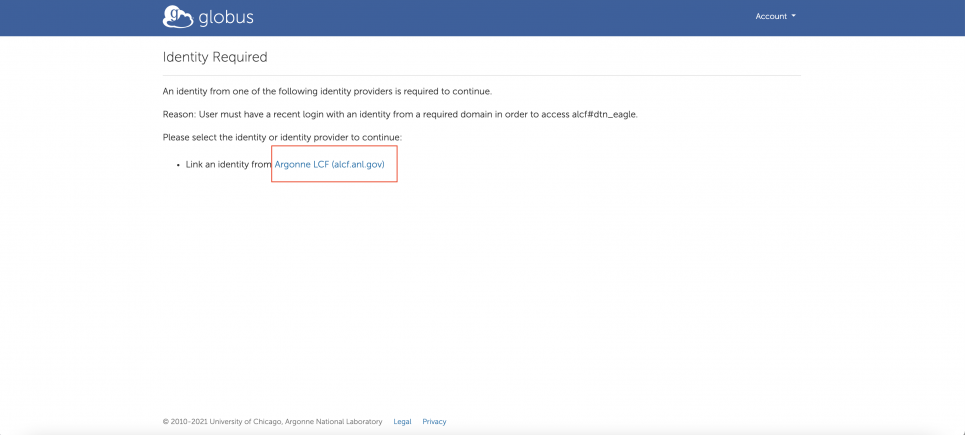 globus
Account
Identity Required
An identity from one of the following identity providers is required to continue.
Reason: User must have a recent login with an identity from a required domain in order to access alcf#dtn_eagle.
Please select the identity or identity provider to continue:
• Link an identity from Argonne LCF (alcf.anl.gov)
© 2010-2021 University of Chicago, Argonne National Laboratory Legal Privacy